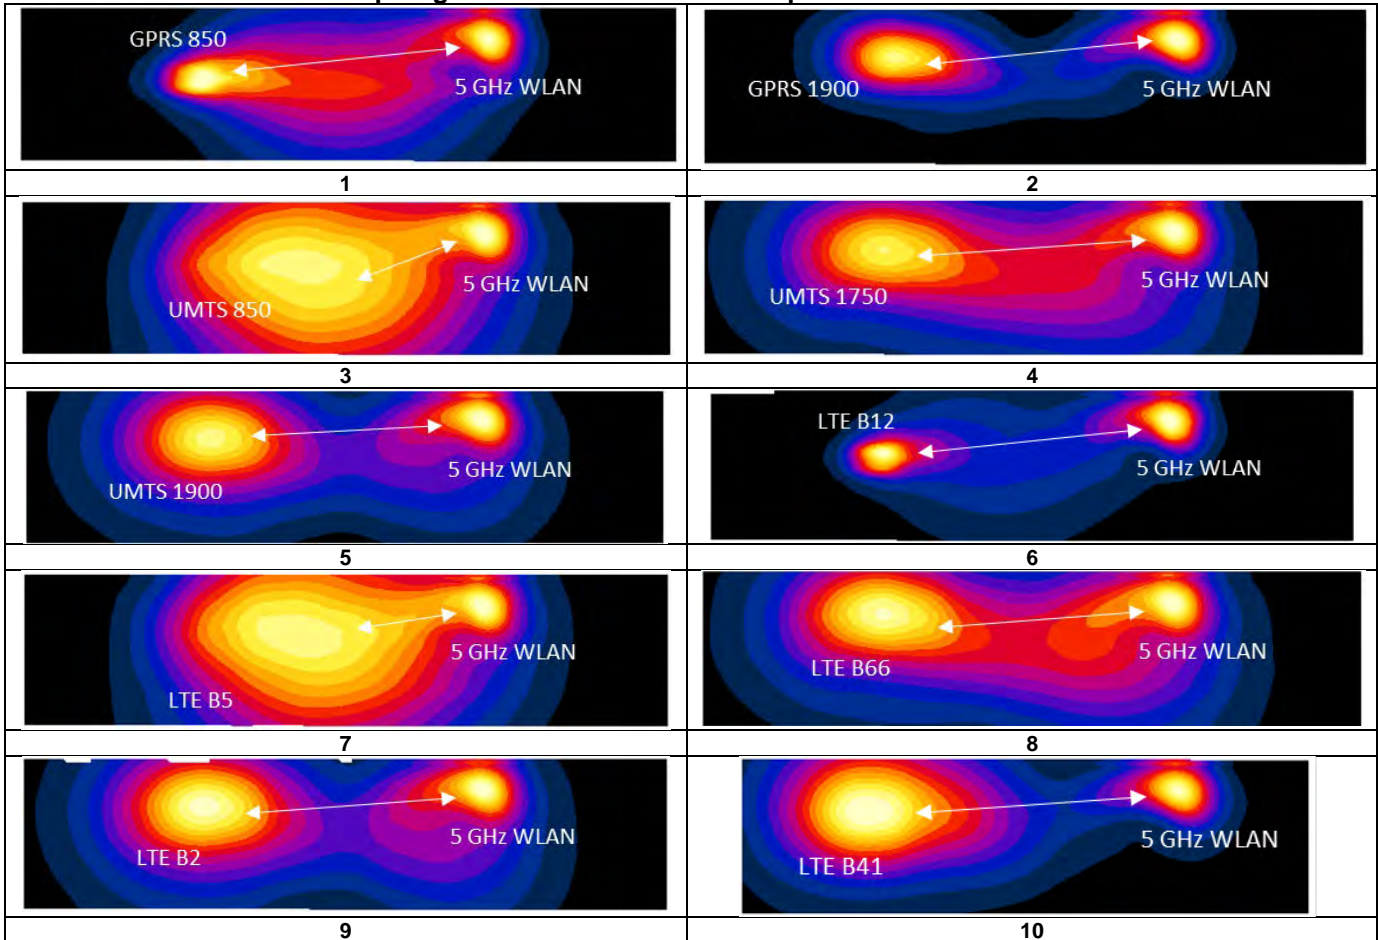 GPRS 850
5 GHz WLAN
GPRS 1900
5 GHz WLAN
1
2
UMTS 850
5 GHz WLAN
UMTS 1750
5 GHz WLAN
3
4
UMTS 1900
5 GHz WLAN
LTE B12
5 GHz WLAN
5
6
LTE B5
5 GHz WLAN
LTE B66
5 GHz WLAN
7
8
LTE B2
5 GHz WLAN
LTE B41
5 GHz WLAN
9
10